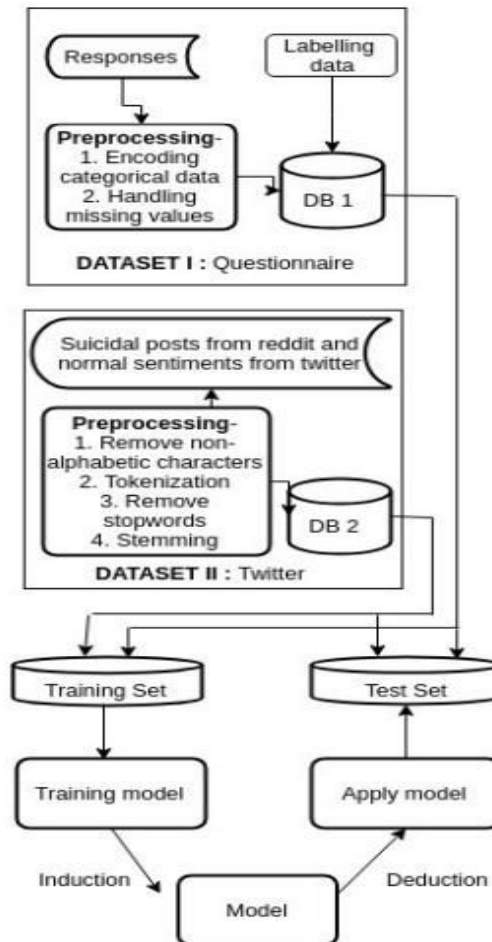 Responses
Labelling
data
Preprocessing-
1. Encoding
categorical data
2. Handling
missing values
DB 1
DATASET I : Questionnaire
Suicidal posts from reddit and
normal sentiments from twitter
Preprocessing-
1. Remove non-
alphabetic characters
2. Tokenization
3. Remove
stopwords
4. Stemming
DB 2
DATASET II : Twitter
Training Set
Test Set
Training model
Apply model
Induction
Deduction
Model